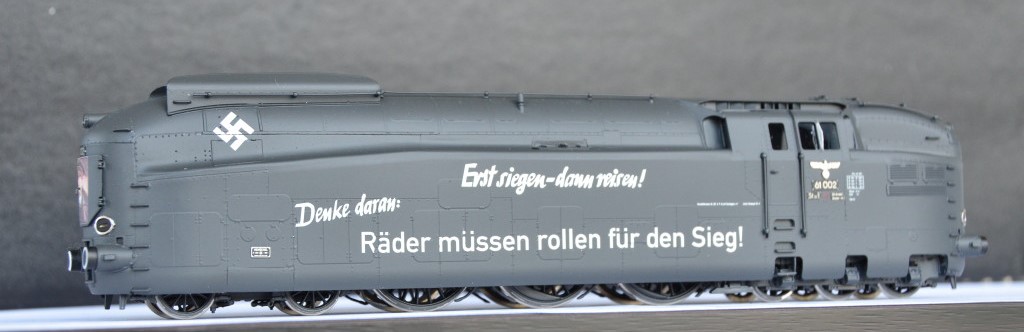 Erst siegen-dann reisen!
Denke daran:
Räder müssen rollen für den Sieg!
61 002